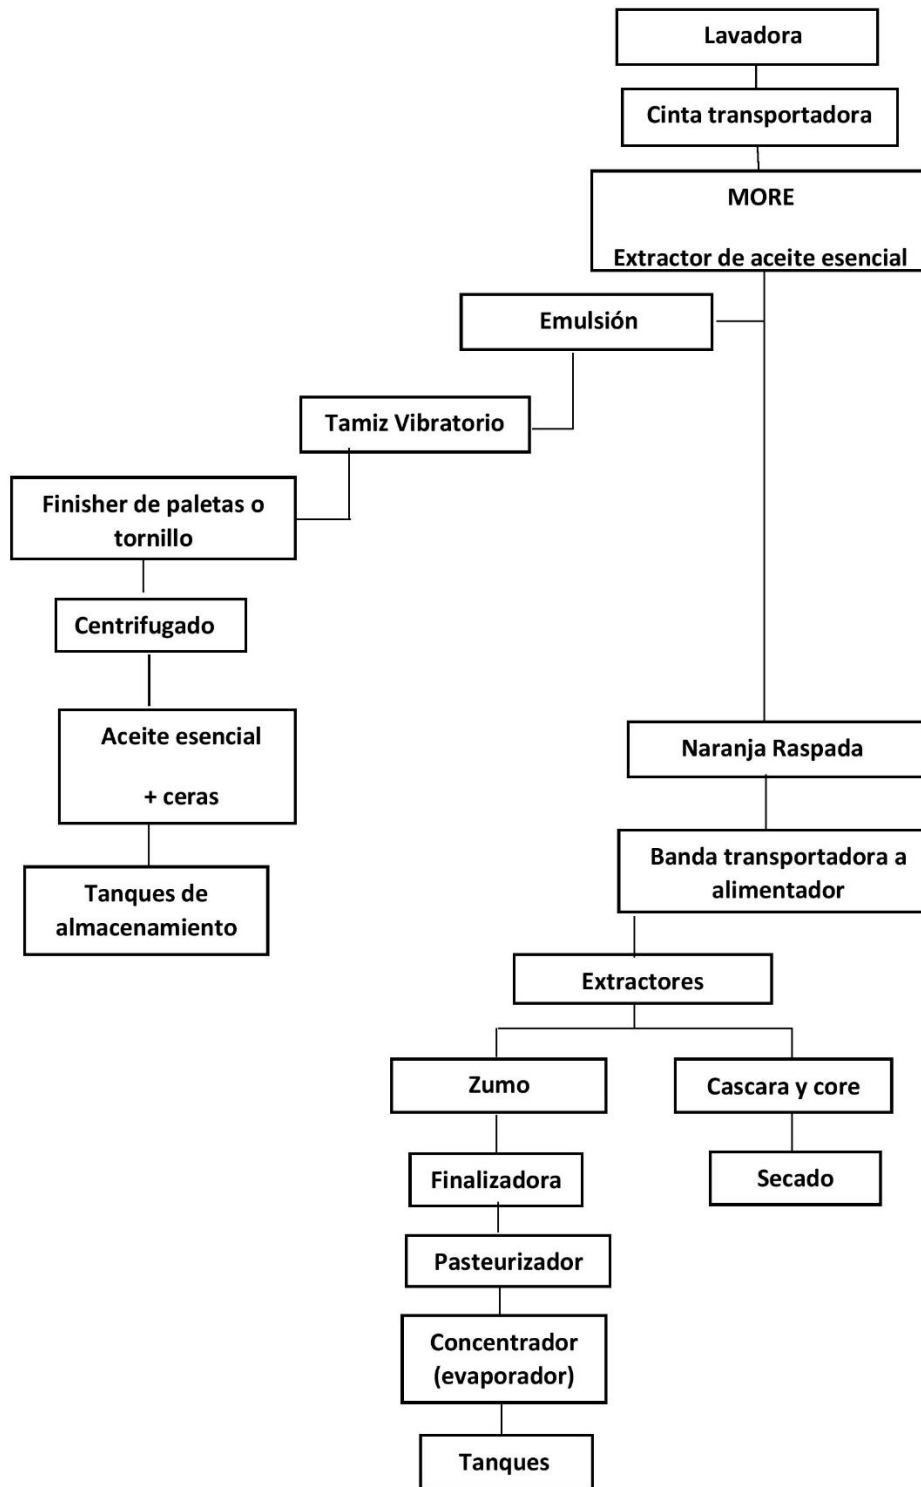 Lavadora
Cinta transportadora
MORE
Extractor de aceite esencial
Emulsión
Tamiz Vibratorio
Finisher de paletas o
tornillo
Centrifugado
Aceite esencial
+ ceras
Tanques de
almacenamiento
Naranja Raspada
Banda transportadora a
alimentador
Extractores
Zumo
Cascara y core
Finalizadora
Secado
Pasteurizador
Concentrador
(evaporador)
Tanques